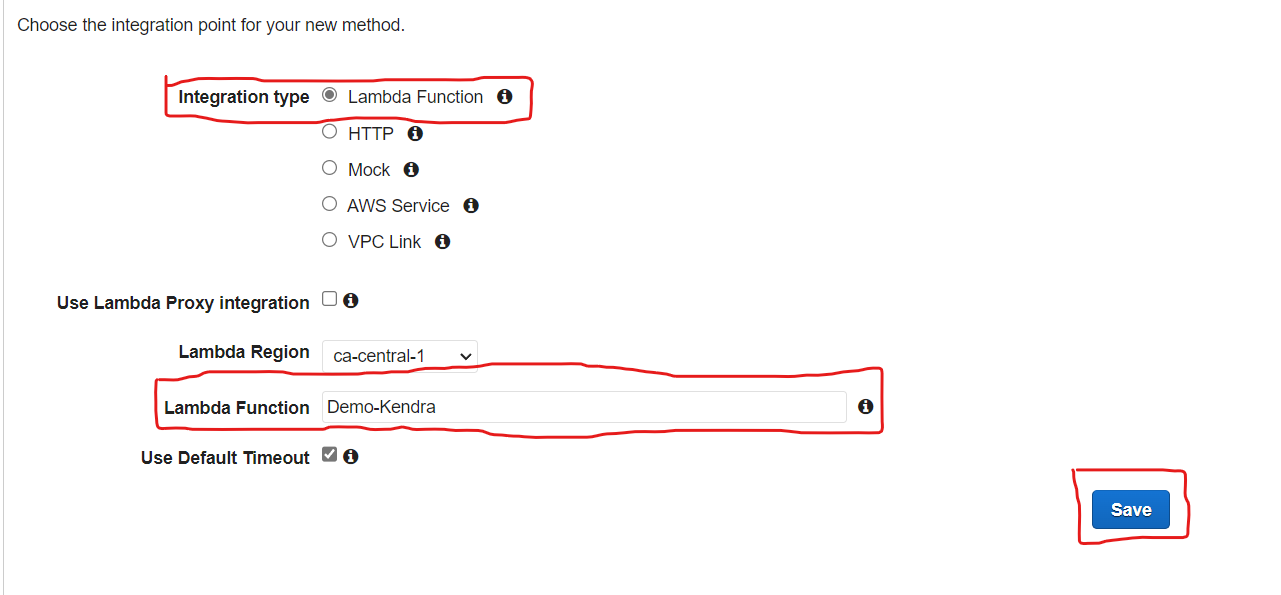 Choose the integration point for your new method.
Integration type Lambda Function
HTTP
Mock
AWS Service
VPC Link
Use Lambda Proxy integration
Lambda Region ca-central-1
Lambda Function Demo-Kendra
Use Default Timeout
Save